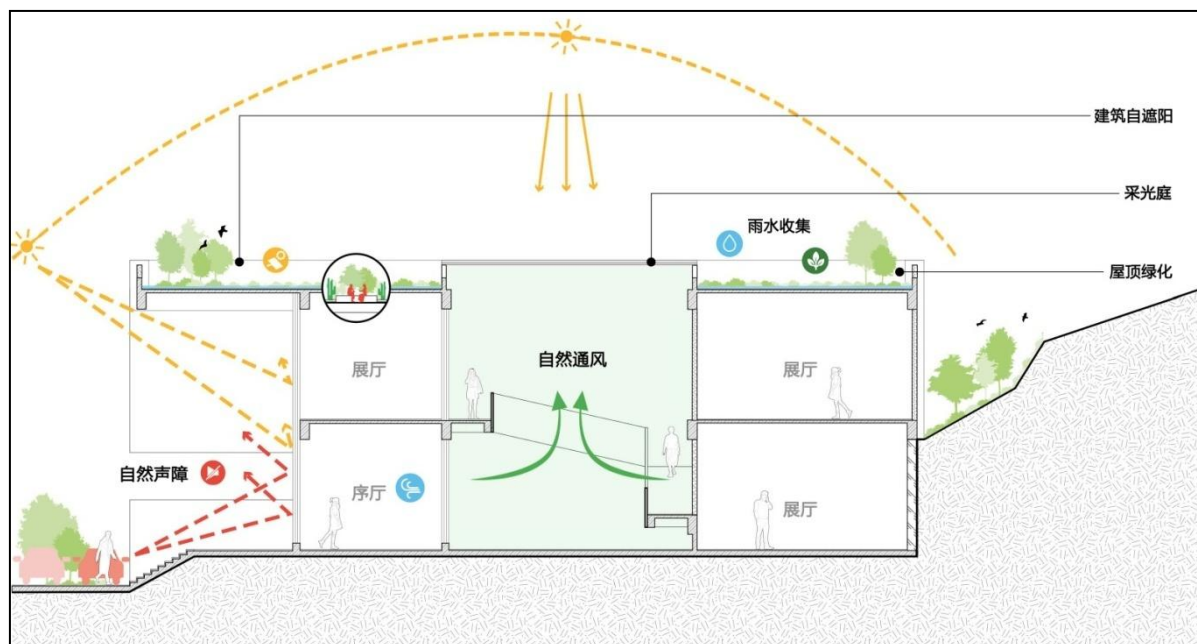 建筑自遮阳
采光庭
雨水收集
屋顶绿化
自然通风
展厅
展厅
自然声障
序厅
展厅